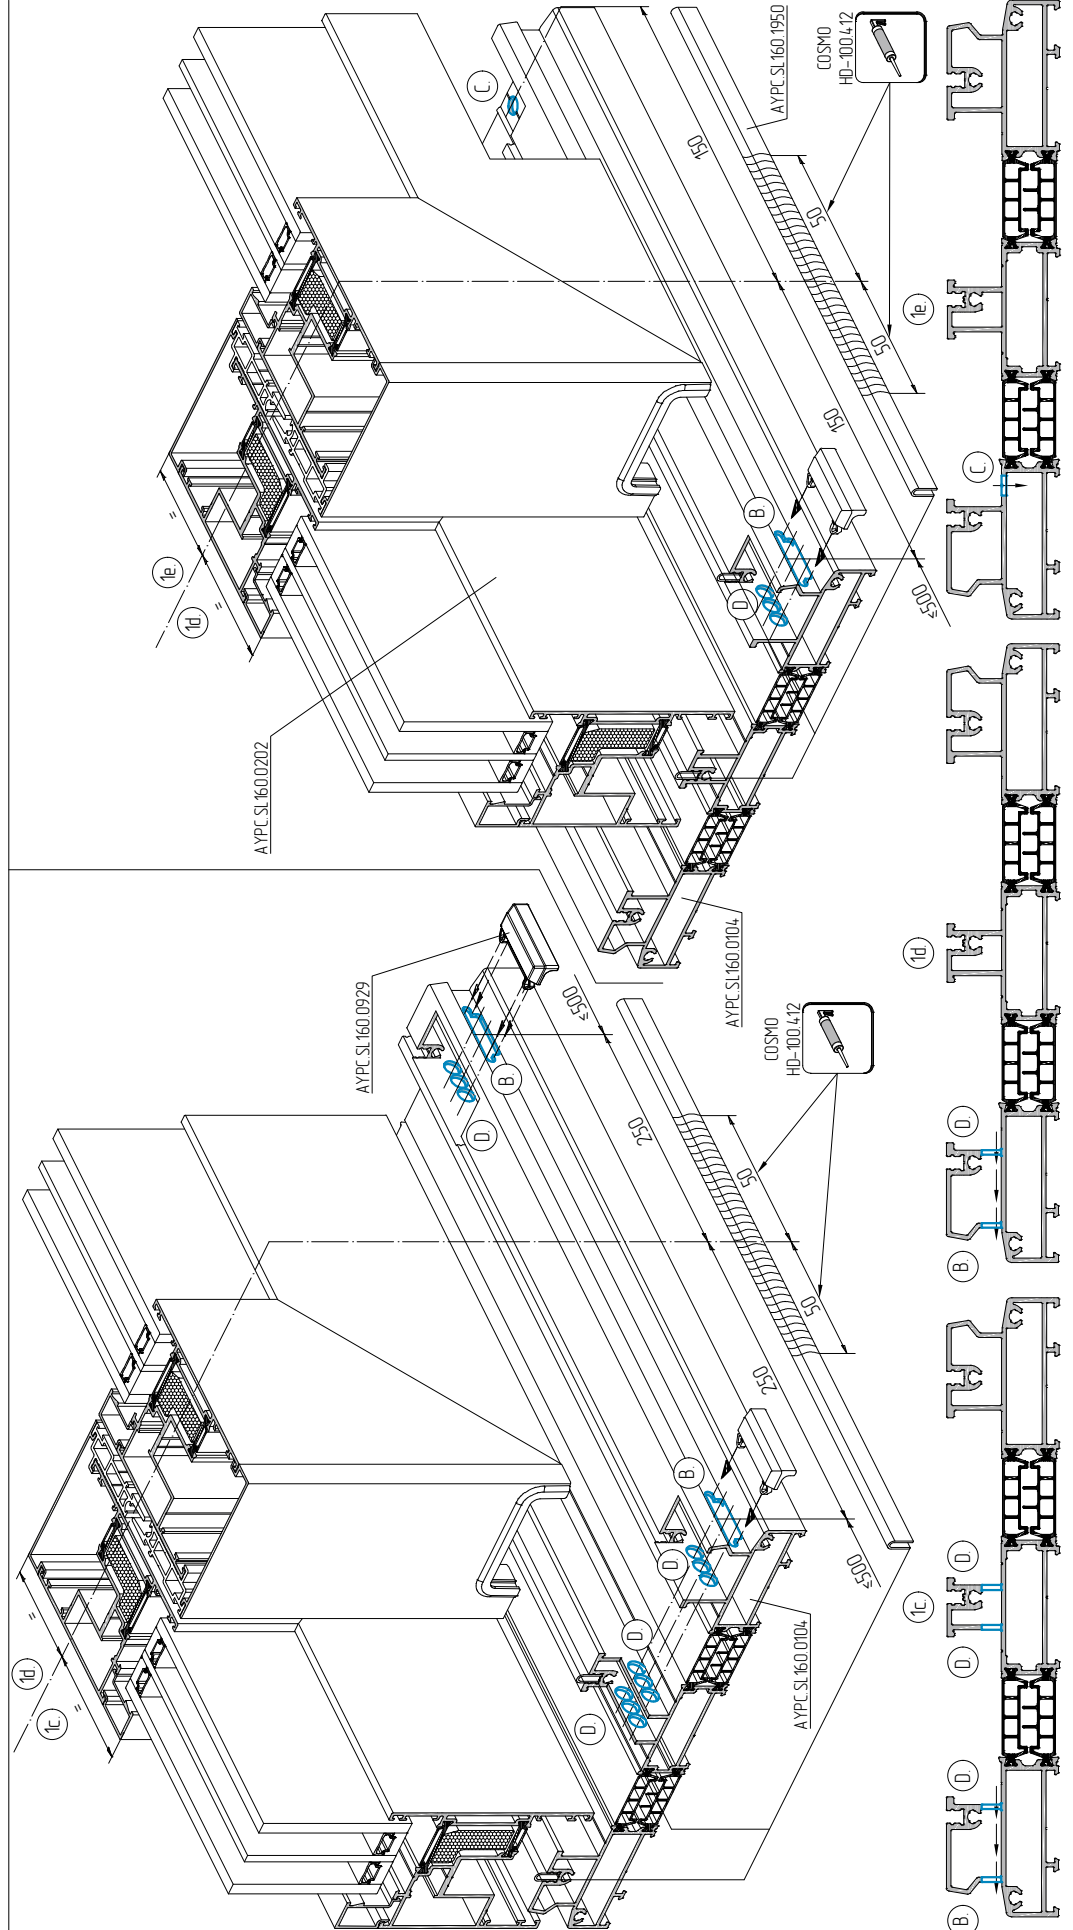 1d.
1c.
=
=
AYPC.SL160.0929
D.
B.
≤500
250
50
COSMO
HD-100.412
50
250
B.
D.
D.
D.
≤500
AYPC.SL160.0104
1e.
1d.
=
=
AYPC.SL160.0202
C.
150
AYPC.SL160.1950
COSMO
HD-100.412
50
50
150
B.
D.
≤500
AYPC.SL160.0104
B.
D.
D.
1c.
D.
B.
D.
1d.
C.
1e.